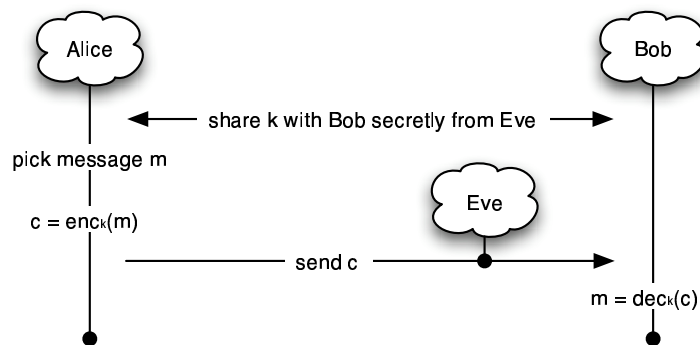 Alice
Bob
share k with Bob secretly from Eve
pick message m
Eve
c = encₖ(m)
send c
m = decₖ(c)